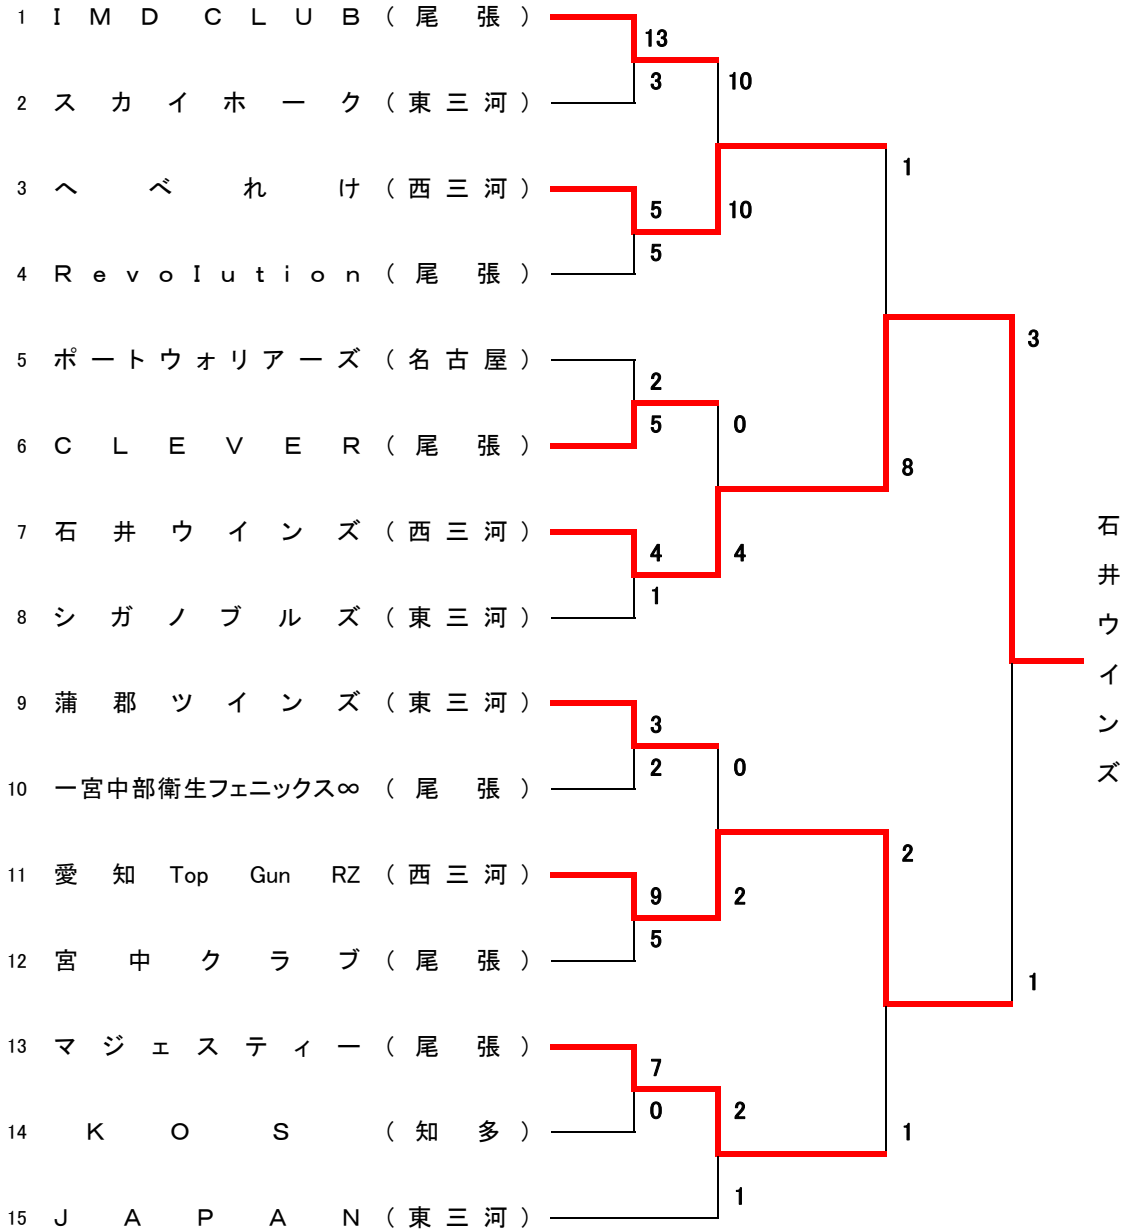 1 IMD CLUB (尾張)
13
3
10
2 スカイホーク (東三河)
1
3 へべれけ (西三河)
5
10
5
4 RevoIution (尾張)
3
5 ポートウォリアーズ (名古屋)
2
5
0
6 CLEVER (尾張)
8
7 石井ウインズ (西三河)
4
4
1
8 シガノブルズ (東三河)
石井ウインズ
9 蒲郡ツインズ (東三河)
3
2
0
10 一宮中部衛生フェニックス∞ (尾張)
2
11 愛知Top Gun RZ (西三河)
9
2
5
12 宮中クラブ (尾張)
1
13 マジェスティー (尾張)
7
0
2
14 KOS (知多)
1
1
15 JAPAN (東三河)